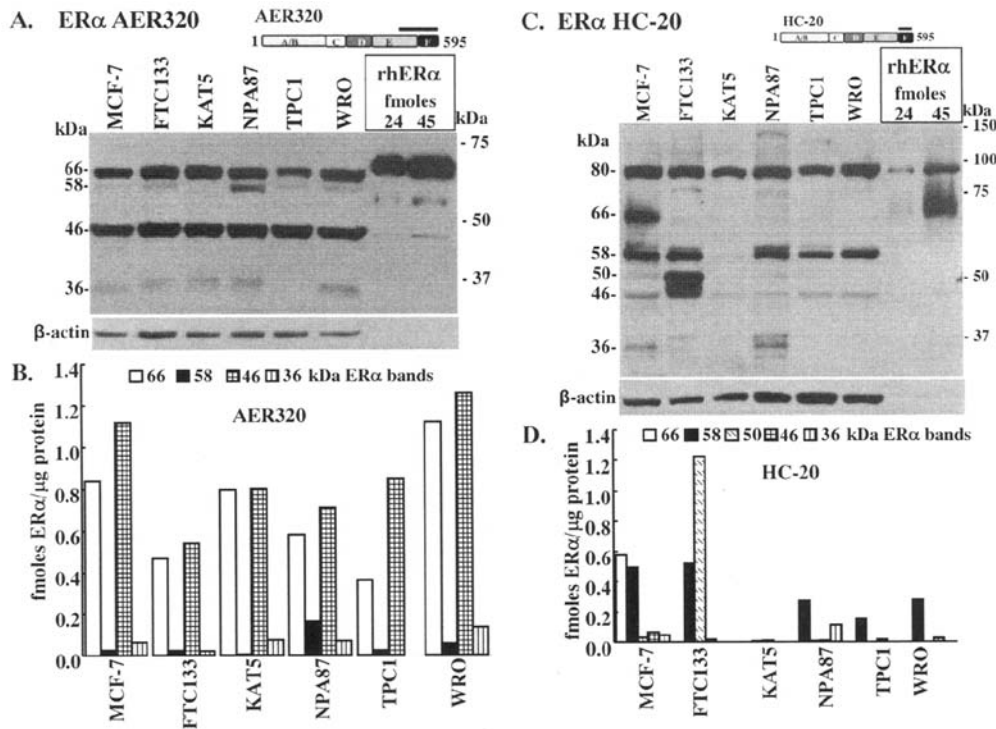 A. ERα AER320
AER320
1 A/B C D E F 595
MCF-7 FTC133 KAT5 NPA87 TPC1 WRO
rhERα
fmoles
24 45
kDa
kDa
66-
58-
46-
36-
- 75
- 50
- 37
β-actin
B.
66 58 46 36 kDa ERα bands
AER320
fmoles ERα/µg protein
1.4
1.2
0.8
0.6
0.4
0.2
0.0
MCF-7 FTC133 KAT5 NPA87 TPC1 WRO
C. ERα HC-20
HC-20
1 A/B C D E F 595
MCF-7 FTC133 KAT5 NPA87 TPC1 WRO
rhERα
fmoles
24 45
kDa
kDa
80-
66-
58-
50-
46-
36-
- 150
- 100
- 75
- 50
- 37
β-actin
D.
66 58 50 46 36 kDa ERα bands
HC-20
fmoles ERα/µg protein
1.4
1.2
1.0
0.8
0.6
0.4
0.2
0.0
MCF-7 FTC133 KAT5 NPA87 TPC1 WRO